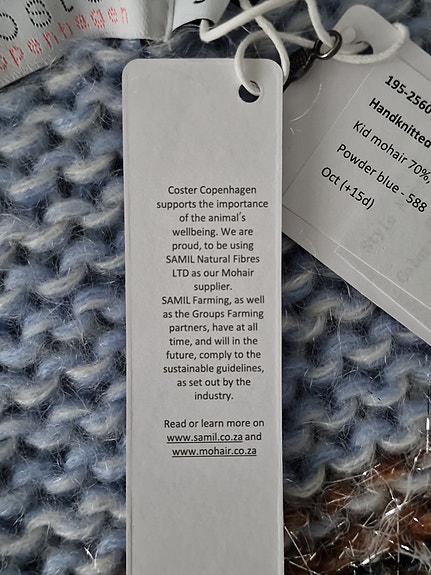 openhagen
Coster Copenhagen
supports the importance
of the animal´s
wellbeing. We are
proud, to be using
SAMIL Natural Fibres
LTD as our Mohair
supplier.
SAMIL Farming, as well
as the Groups Farming
partners, have at all
time, and will in the
future, comply to the
sustainable guidelines,
as set out by the
industry.
Read or learn more on
www.samil.co.za and
www.mohair.co.za
195-2560
Handknitted
Kid mohair 70%,
Powder blue - 588
Oct (+15d)